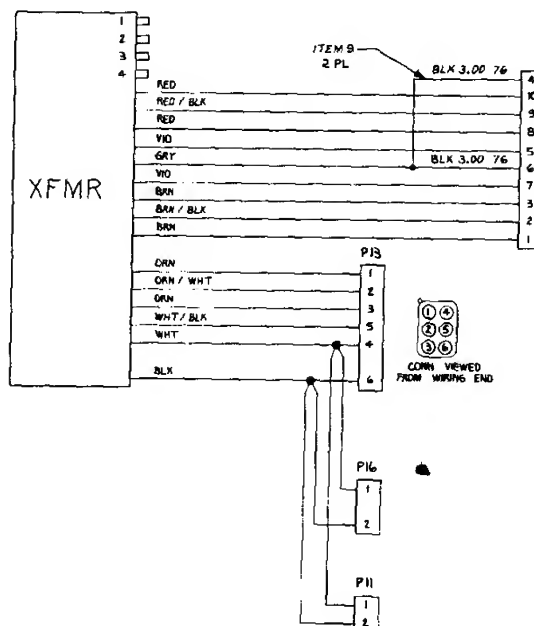 1
2
3
4
ITEM 9
2 PL
BLK 3.00 76
4
RED
10
RED / BLK
9
RED
8
VIO
5
GRY
BLK 3.00 76
6
VIO
7
XFMR
BRN
3
BRN / BLK
2
BRN
1
P13
ORN
1
ORN / WHT
2
ORN
3
WHT / BLK
5
WHT
4
BLK
6
1 4
2 5
3 6
CONN VIEWED
FROM WIRING END
P16
1
2
P11
1
2